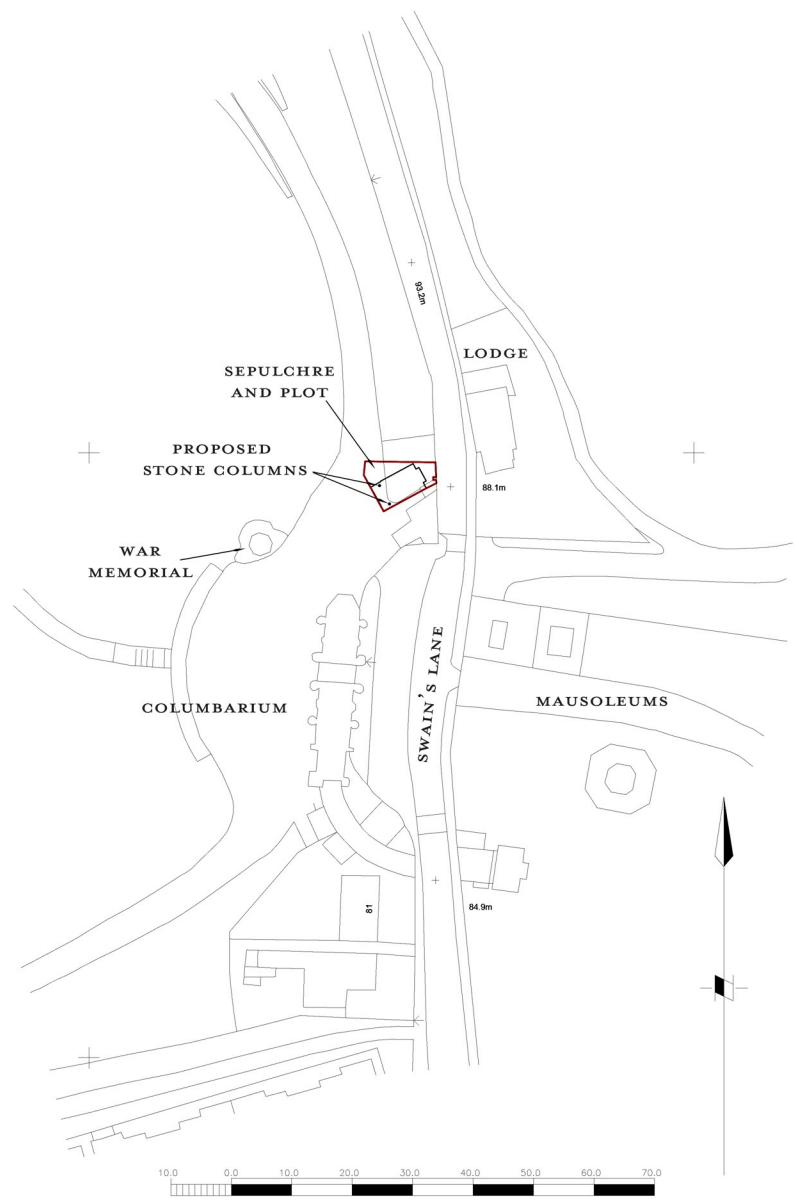 93.2m
LODGE
SEPULCHRE
AND PLOT
PROPOSED
STONE COLUMNS
88.1m
WAR
MEMORIAL
SWAIN'S LANE
COLUMBARIUM
MAUSOLEUMS
81
84.9m
10.0 0.0 10.0 20.0 30.0 40.0 50.0 60.0 70.0